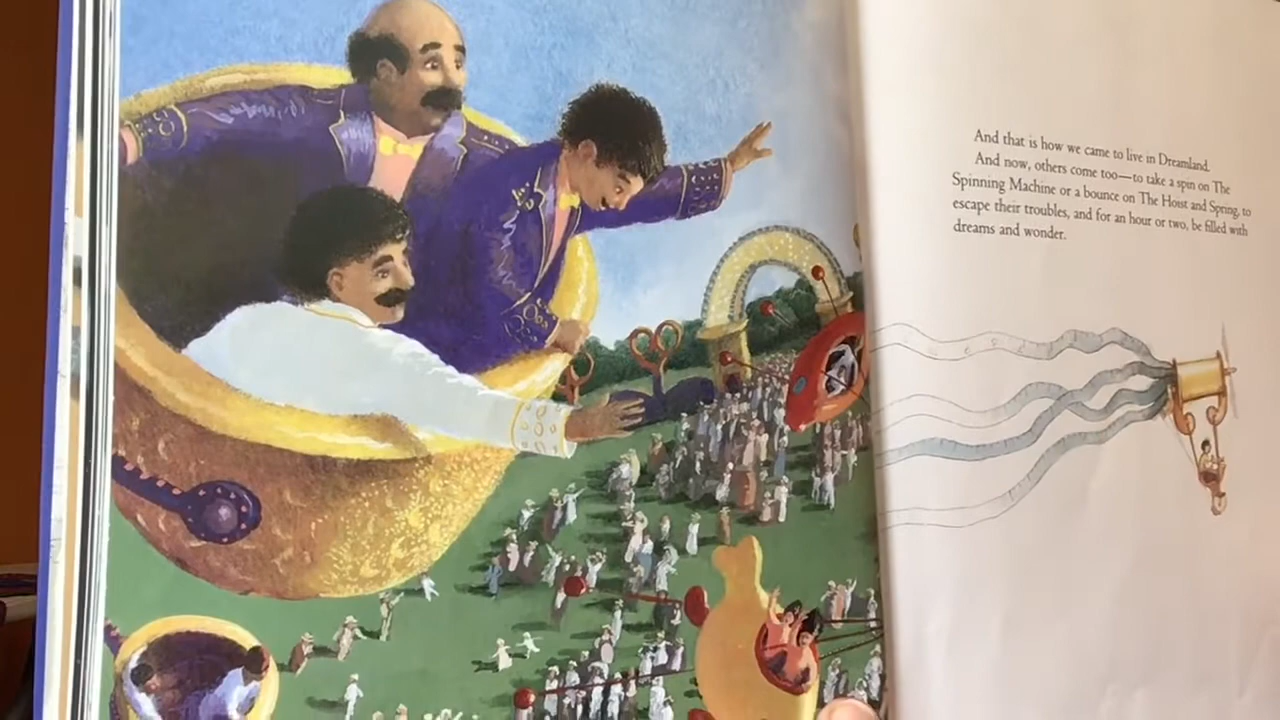 And that is how we came to live in Dreamland.
And now, others come too—to take a spin on The
Spinning Machine or a bounce on The Hoist and Spring, to
escape their troubles, and for an hour or two, be filled with
dreams and wonder.